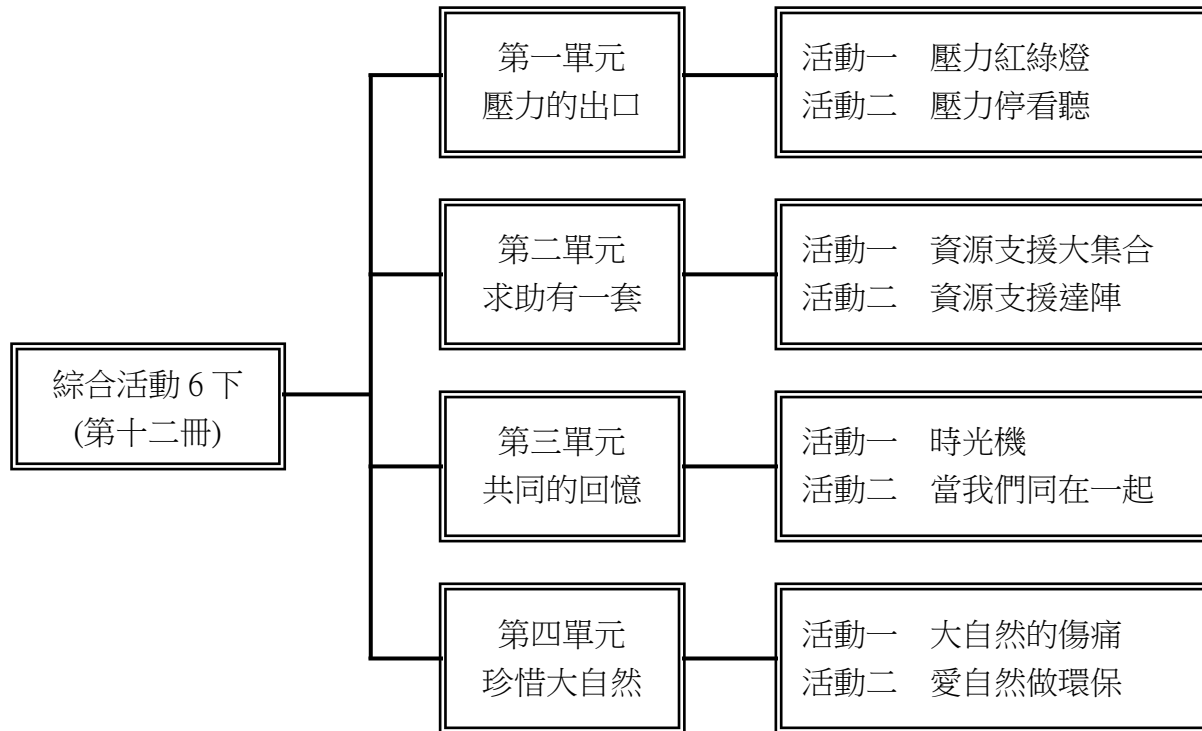 綜合活動 6 下
(第十二冊)
第一單元
壓力的出口
活動一　壓力紅綠燈
活動二　壓力停看聽
第二單元
求助有一套
活動一　資源支援大集合
活動二　資源支援達陣
第三單元
共同的回憶
活動一　時光機
活動二　當我們同在一起
第四單元
珍惜大自然
活動一　大自然的傷痛
活動二　愛自然做環保